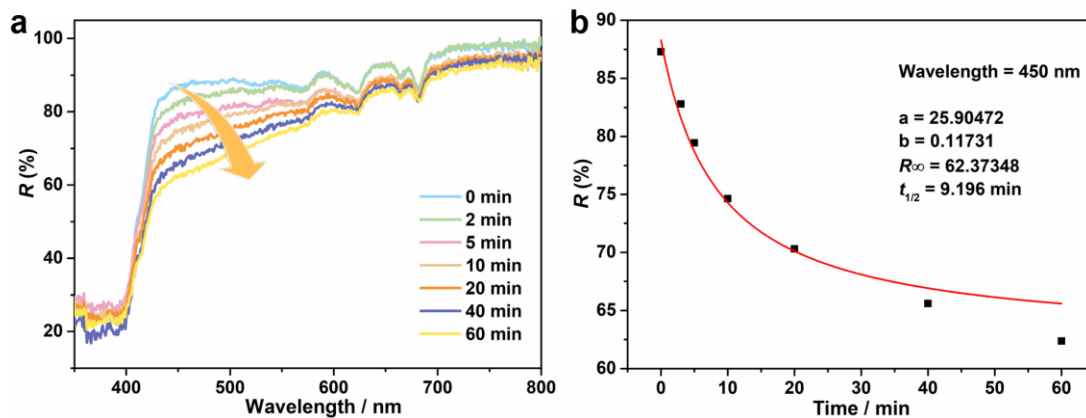 a
100
80
60
40
20
R (%)
400
500
600
700
800
Wavelength / nm
0 min
2 min
5 min
10 min
20 min
40 min
60 min
b
90
85
80
75
70
65
60
R (%)
0
10
20
30
40
50
60
Time / min
Wavelength = 450 nm
a = 25.90472
b = 0.11731
R∞ = 62.37348
t1/2 = 9.196 min